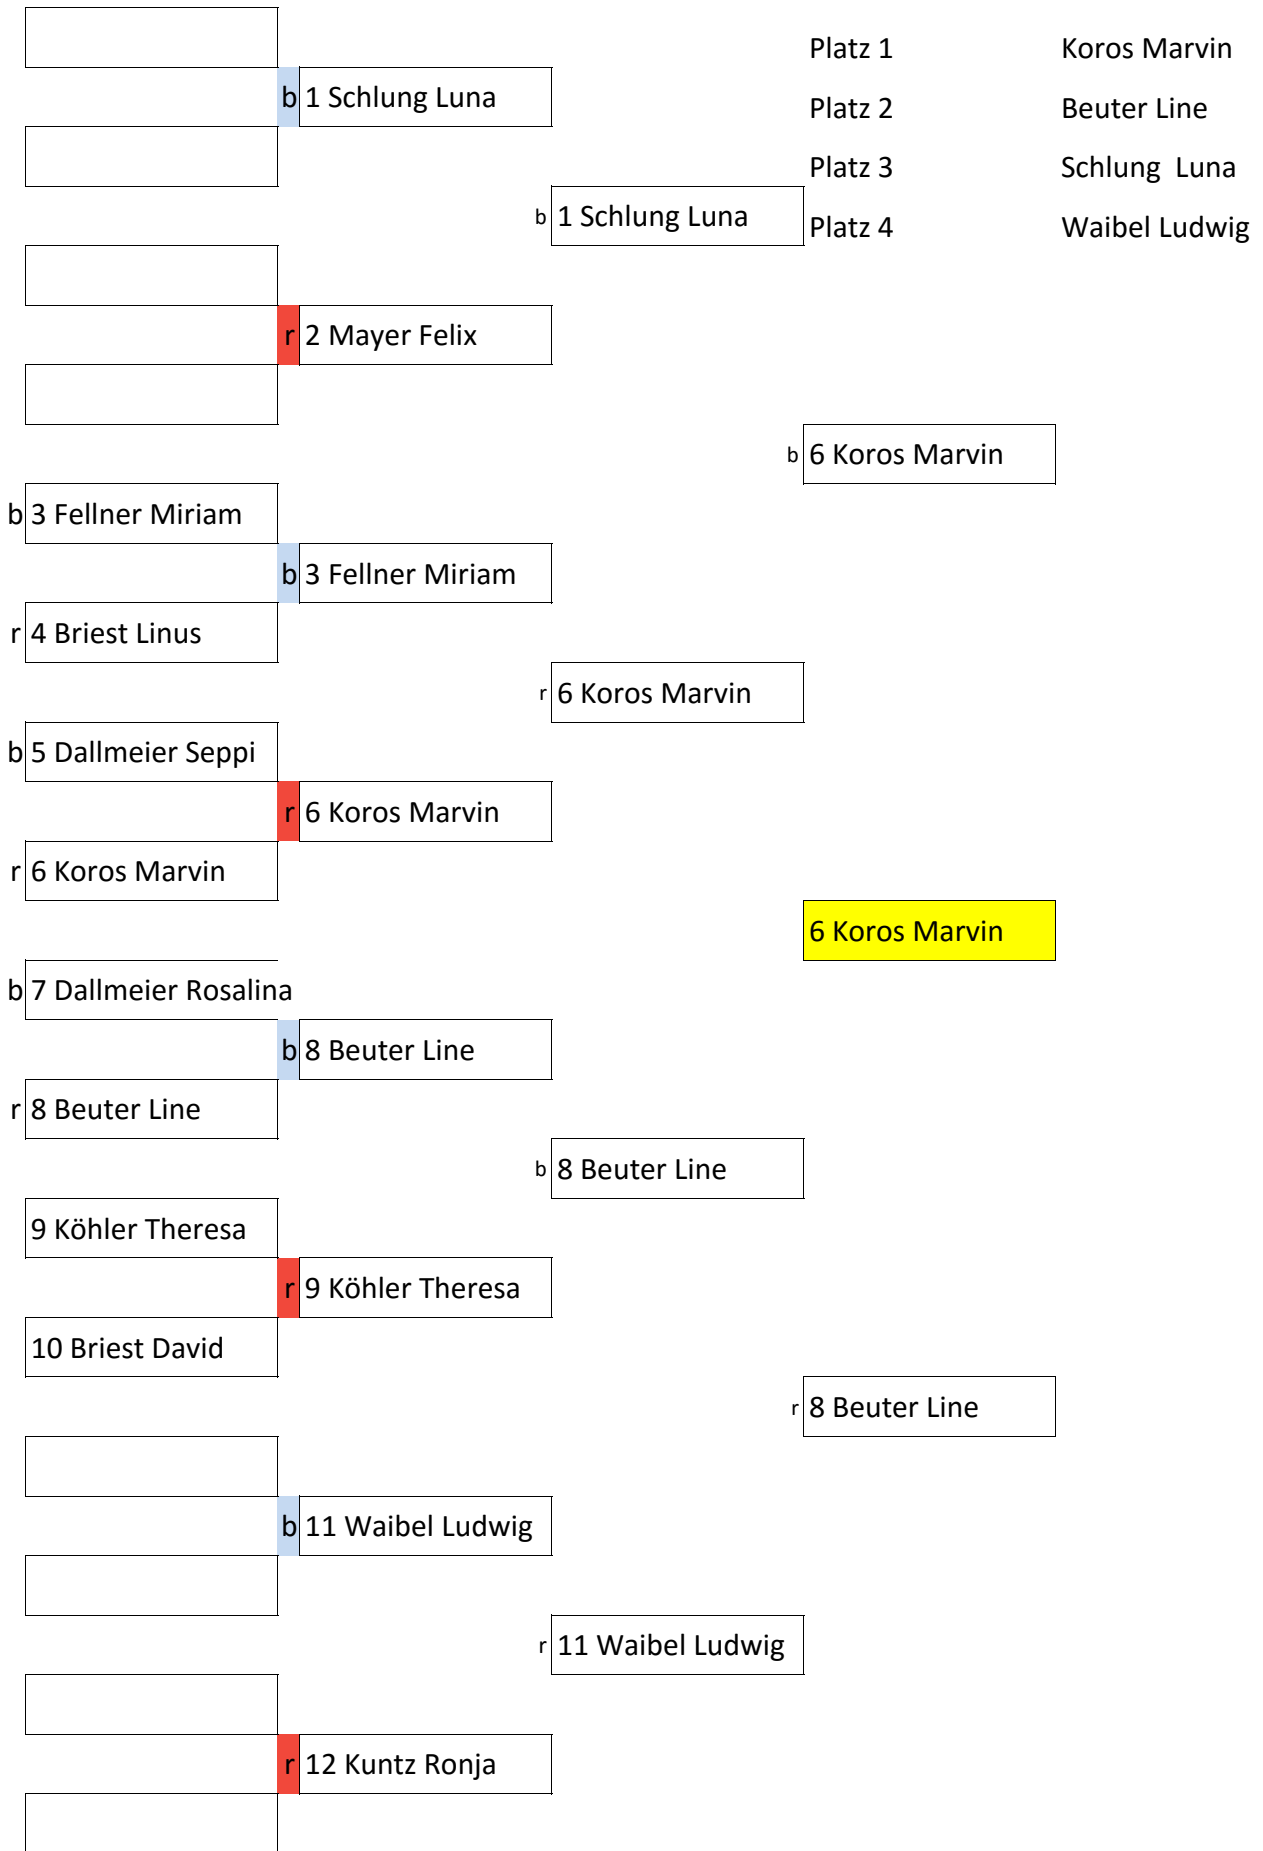 Platz 1 Koros Marvin
b 1 Schlung Luna
Platz 2 Beuter Line
Platz 3 Schlung  Luna
b 1 Schlung Luna
Platz 4 Waibel Ludwig
r 2 Mayer Felix
b 6 Koros Marvin
b 3 Fellner Miriam
b 3 Fellner Miriam
r 4 Briest Linus
r 6 Koros Marvin
b 5 Dallmeier Seppi
r 6 Koros Marvin
r 6 Koros Marvin
6 Koros Marvin
b 7 Dallmeier Rosalina
b 8 Beuter Line
r 8 Beuter Line
b 8 Beuter Line
9 Köhler Theresa
r 9 Köhler Theresa
10 Briest David
r 8 Beuter Line
b 11 Waibel Ludwig
r 11 Waibel Ludwig
r 12 Kuntz Ronja